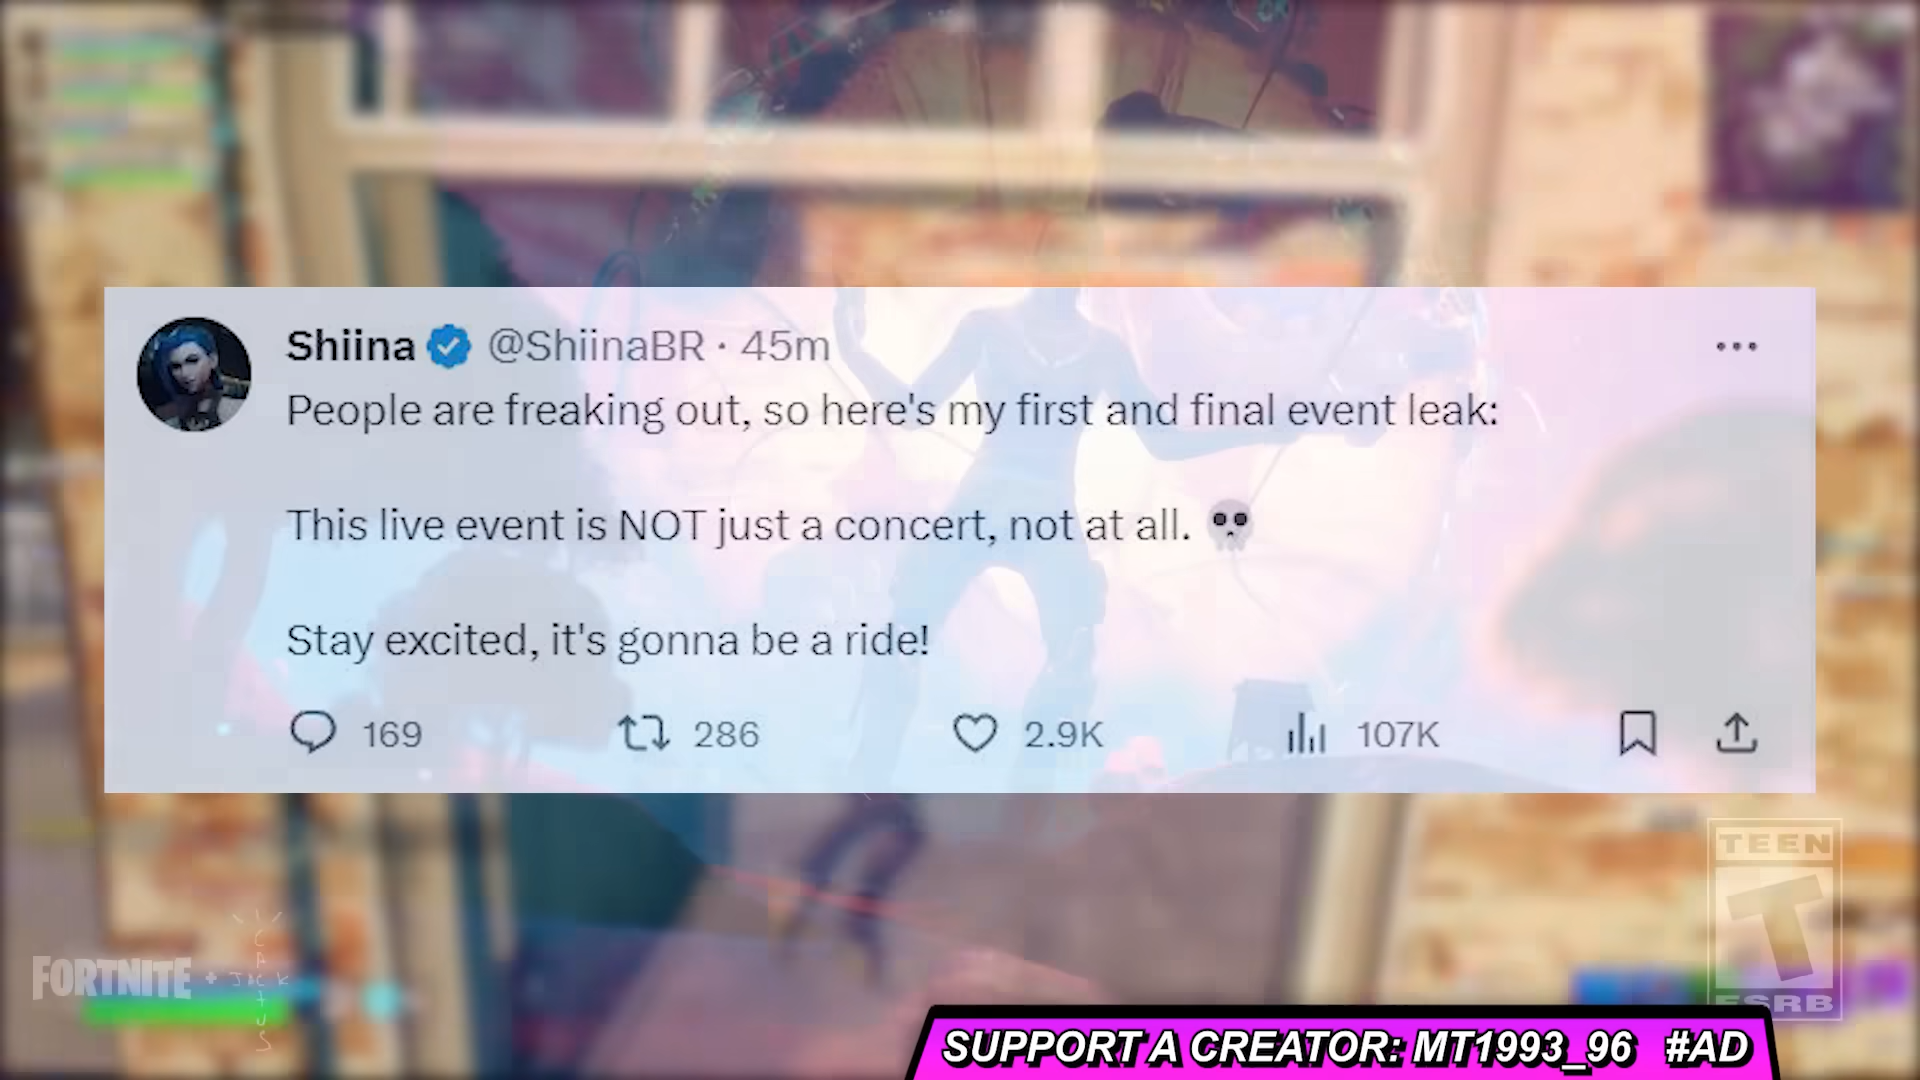 Shiina @ShiinaBR · 45m
People are freaking out, so here's my first and final event leak:
This live event is NOT just a concert, not at all. 💀
Stay excited, it's gonna be a ride!
169 286 2.9K 107K
TEEN
T
ESRB
FORTNITE + CACTUS JACK
SUPPORT A CREATOR: MT1993_96 #AD